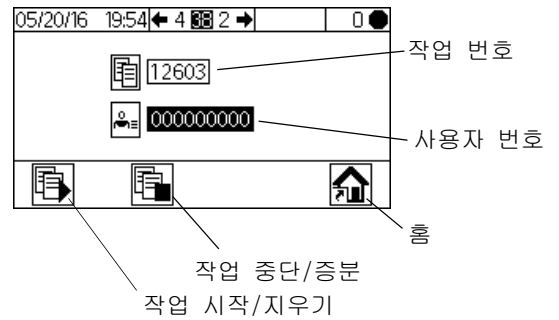 05/20/16 19:54 ← 4 38 2 → 0
작업 번호
12603
000000000
사용자 번호
홈
작업 중단/증분
작업 시작/지우기